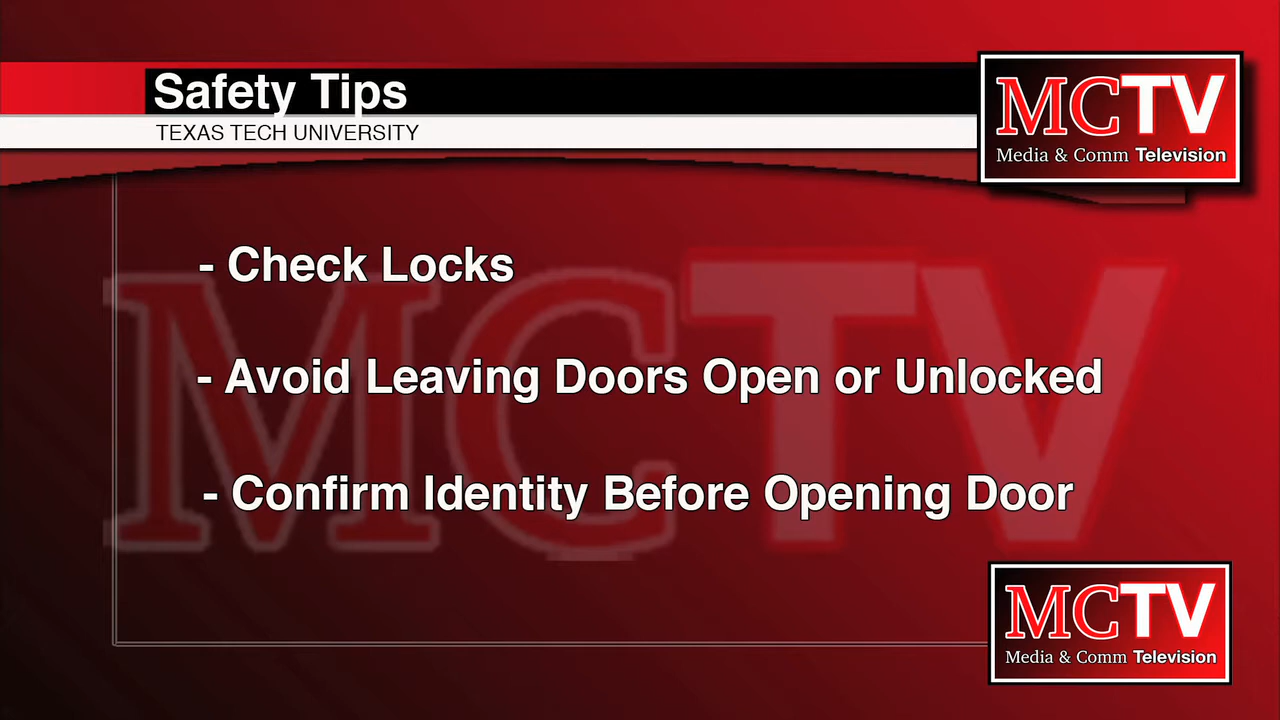 Safety Tips
TEXAS TECH UNIVERSITY
MCTV
Media & Comm Television
- Check Locks
- Avoid Leaving Doors Open or Unlocked
- Confirm Identity Before Opening Door
MCTV
MCTV
Media & Comm Television